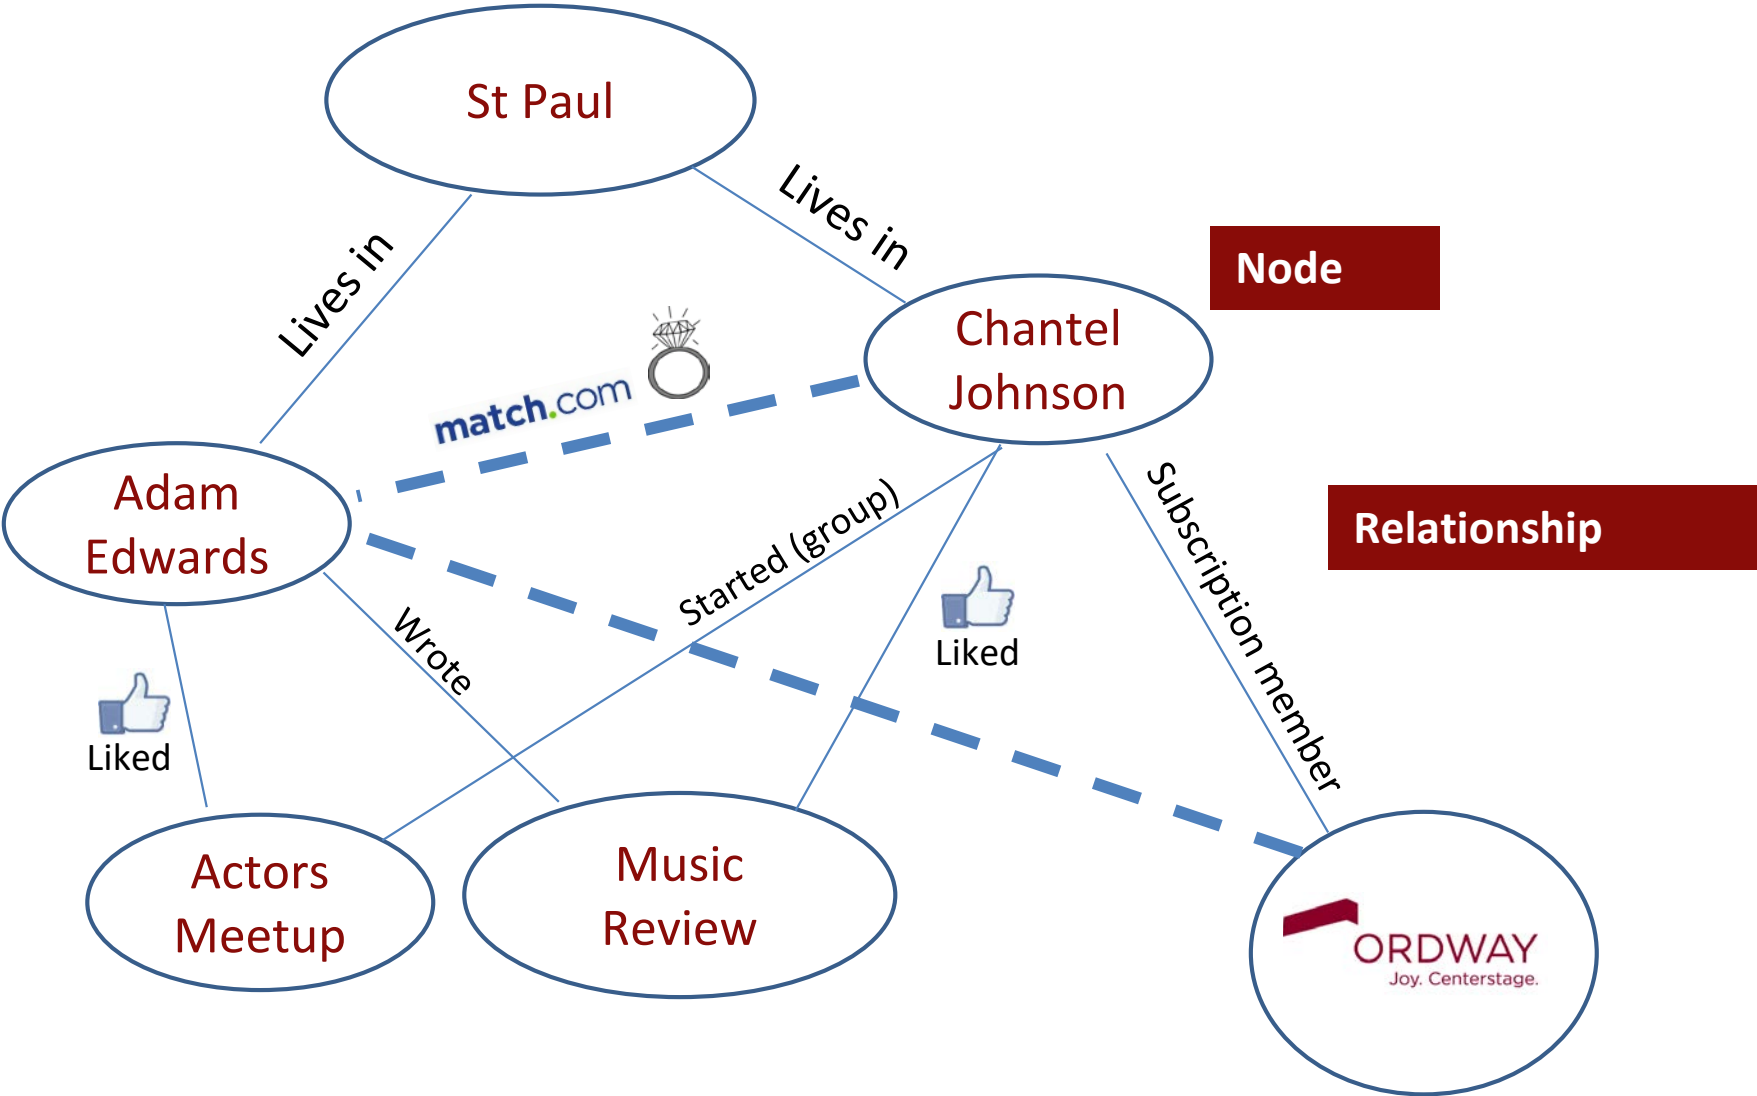 St Paul
Lives in
Lives in
Node
Chantel
Johnson
match.com
Adam
Edwards
Started (group)
Subscription member
Relationship
Wrote
Liked
Liked
Actors
Meetup
Music
Review
ORDWAY
Joy. Centerstage.